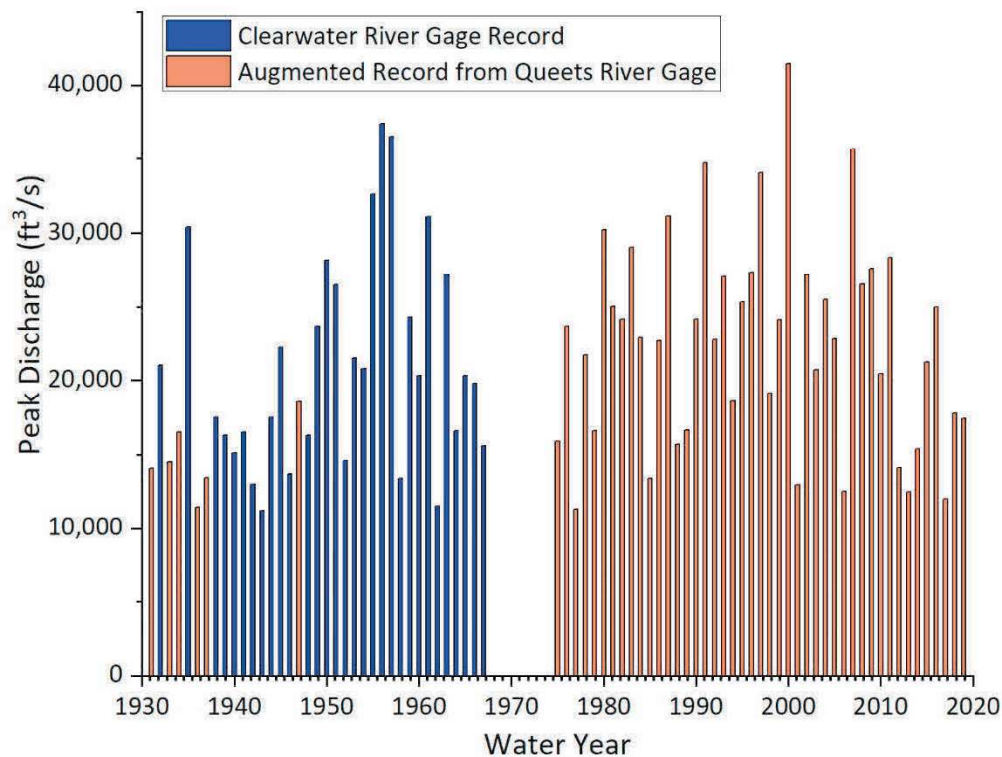 Clearwater River Gage Record
Augmented Record from Queets River Gage
Peak Discharge (ft³/s)
40,000
30,000
20,000
10,000
0
1930 1940 1950 1960 1970 1980 1990 2000 2010 2020
Water Year